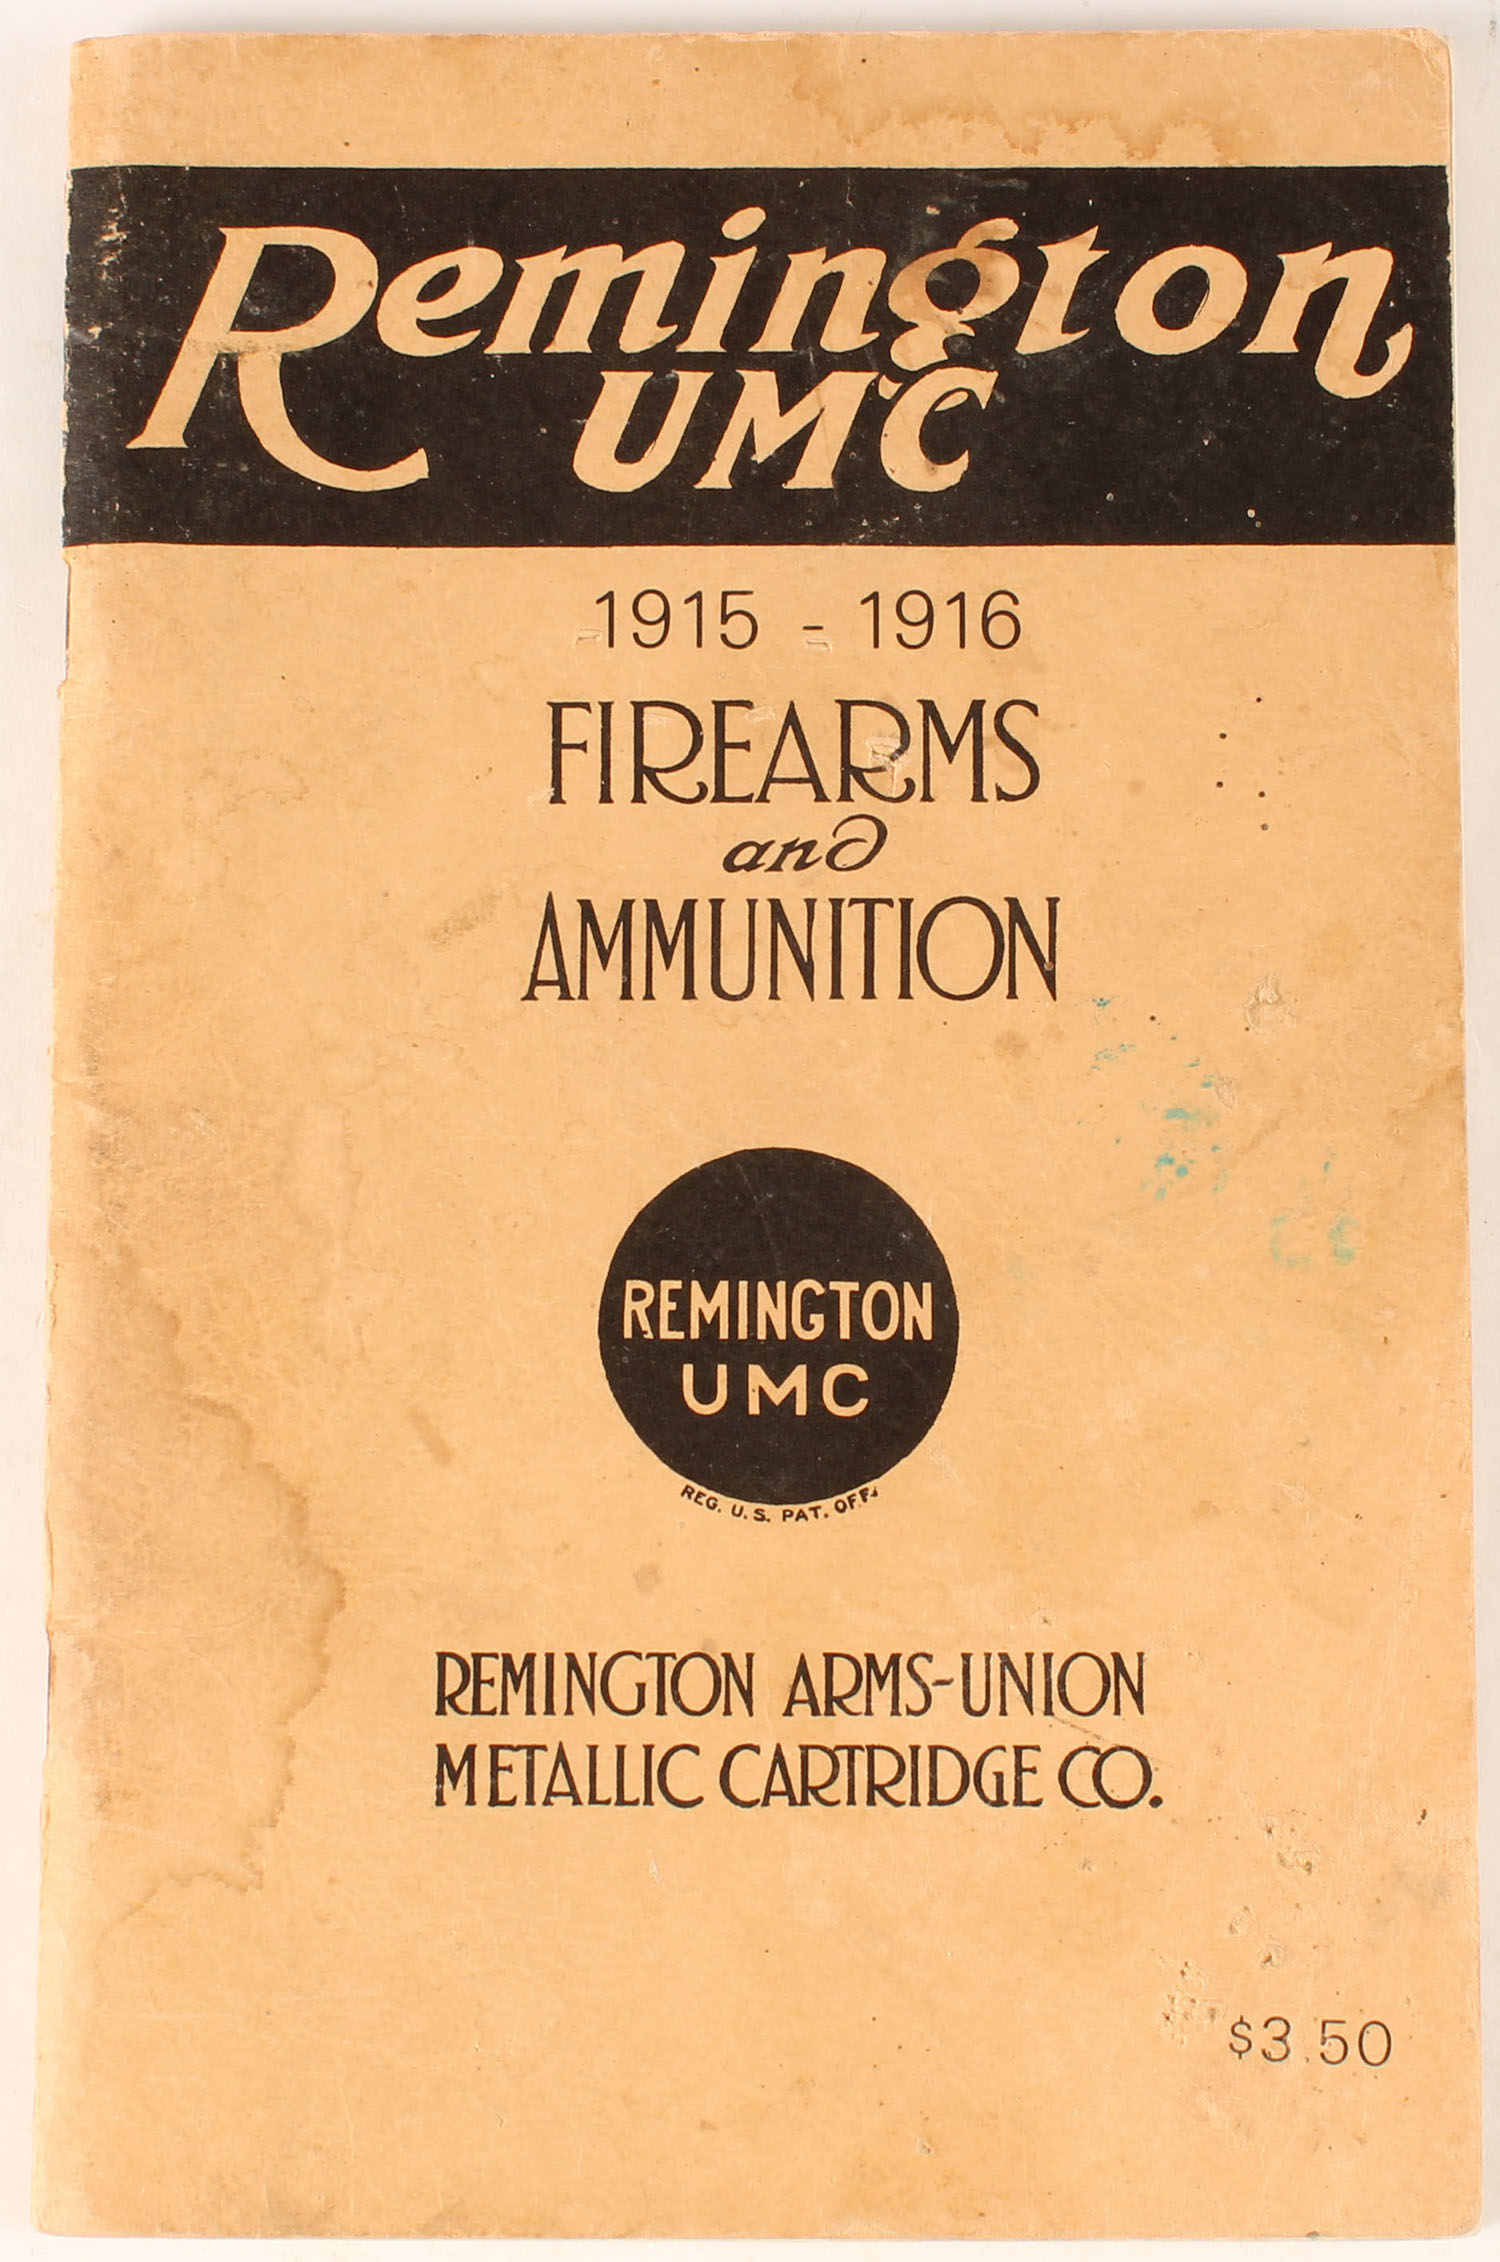 Remington
UMC
1915 - 1916
FIREARMS
and
AMMUNITION
REMINGTON
UMC
REG. U.S. PAT. OFF.
REMINGTON ARMS-UNION
METALLIC CARTRIDGE CO.
$3.50